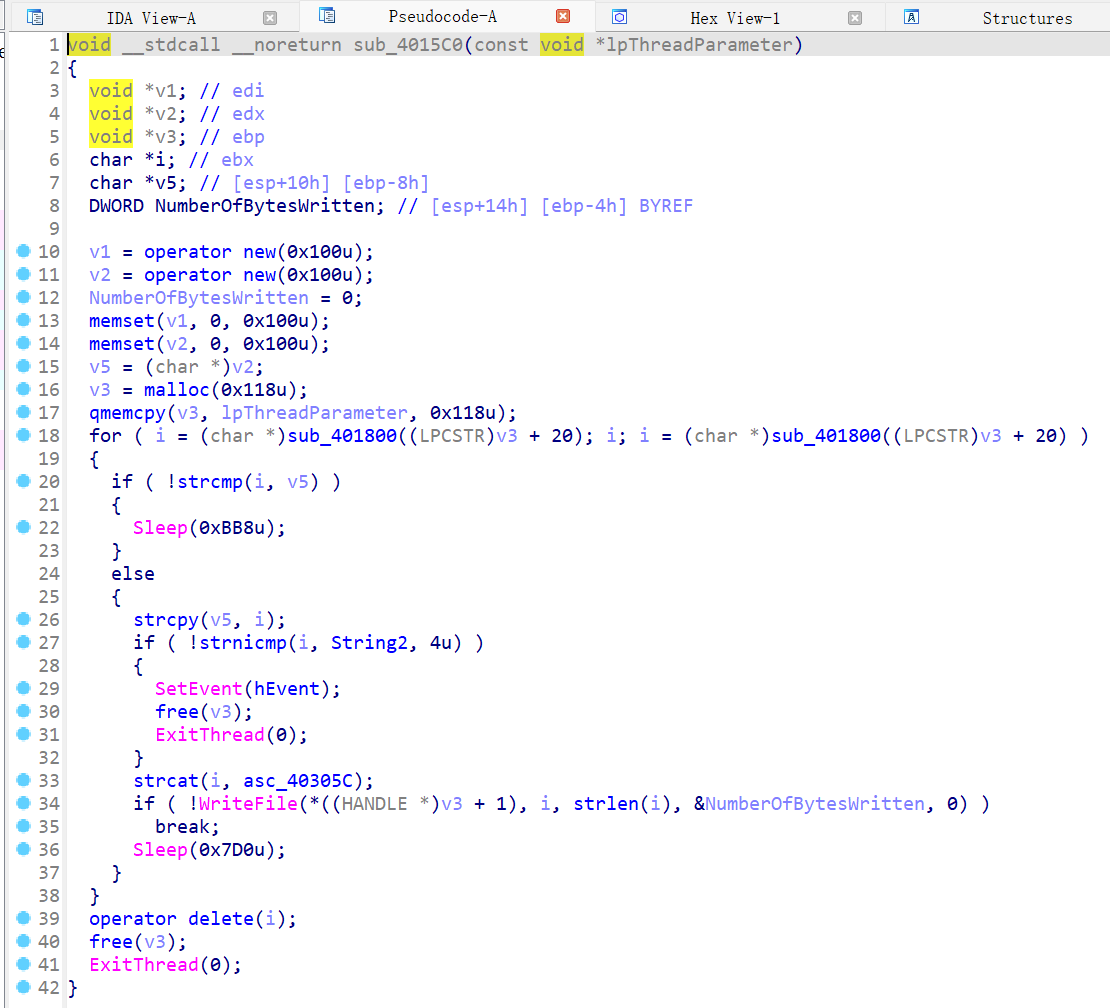 IDA View-A Pseudocode-A Hex View-1 Structures
1 void __stdcall __noreturn sub_4015C0(const void *lpThreadParameter)
2 {
3 void *v1; // edi
4 void *v2; // edx
5 void *v3; // ebp
6 char *i; // ebx
7 char *v5; // [esp+10h] [ebp-8h]
8 DWORD NumberOfBytesWritten; // [esp+14h] [ebp-4h] BYREF
9
10 v1 = operator new(0x100u);
11 v2 = operator new(0x100u);
12 NumberOfBytesWritten = 0;
13 memset(v1, 0, 0x100u);
14 memset(v2, 0, 0x100u);
15 v5 = (char *)v2;
16 v3 = malloc(0x118u);
17 qmemcpy(v3, lpThreadParameter, 0x118u);
18 for ( i = (char *)sub_401800((LPCSTR)v3 + 20); i; i = (char *)sub_401800((LPCSTR)v3 + 20) )
19 {
20 if ( !strcmp(i, v5) )
21 {
22 Sleep(0xBB8u);
23 }
24 else
25 {
26 strcpy(v5, i);
27 if ( !strnicmp(i, String2, 4u) )
28 {
29 SetEvent(hEvent);
30 free(v3);
31 ExitThread(0);
32 }
33 strcat(i, asc_40305C);
34 if ( !WriteFile(*((HANDLE *)v3 + 1), i, strlen(i), &NumberOfBytesWritten, 0) )
35 break;
36 Sleep(0x7D0u);
37 }
38 }
39 operator delete(i);
40 free(v3);
41 ExitThread(0);
42 }